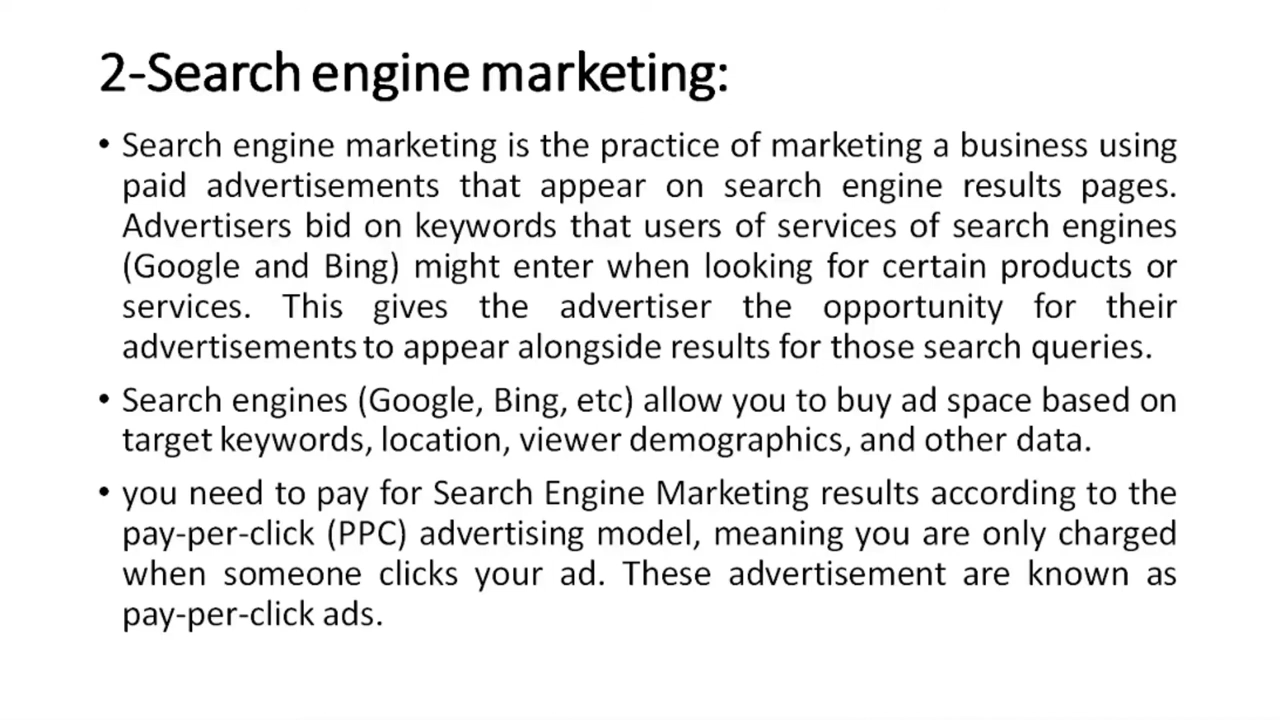 2-Search engine marketing:
• Search engine marketing is the practice of marketing a business using
paid advertisements that appear on search engine results pages.
Advertisers bid on keywords that users of services of search engines
(Google and Bing) might enter when looking for certain products or
services. This gives the advertiser the opportunity for their
advertisements to appear alongside results for those search queries.
• Search engines (Google, Bing, etc) allow you to buy ad space based on
target keywords, location, viewer demographics, and other data.
• you need to pay for Search Engine Marketing results according to the
pay-per-click (PPC) advertising model, meaning you are only charged
when someone clicks your ad. These advertisement are known as
pay-per-click ads.